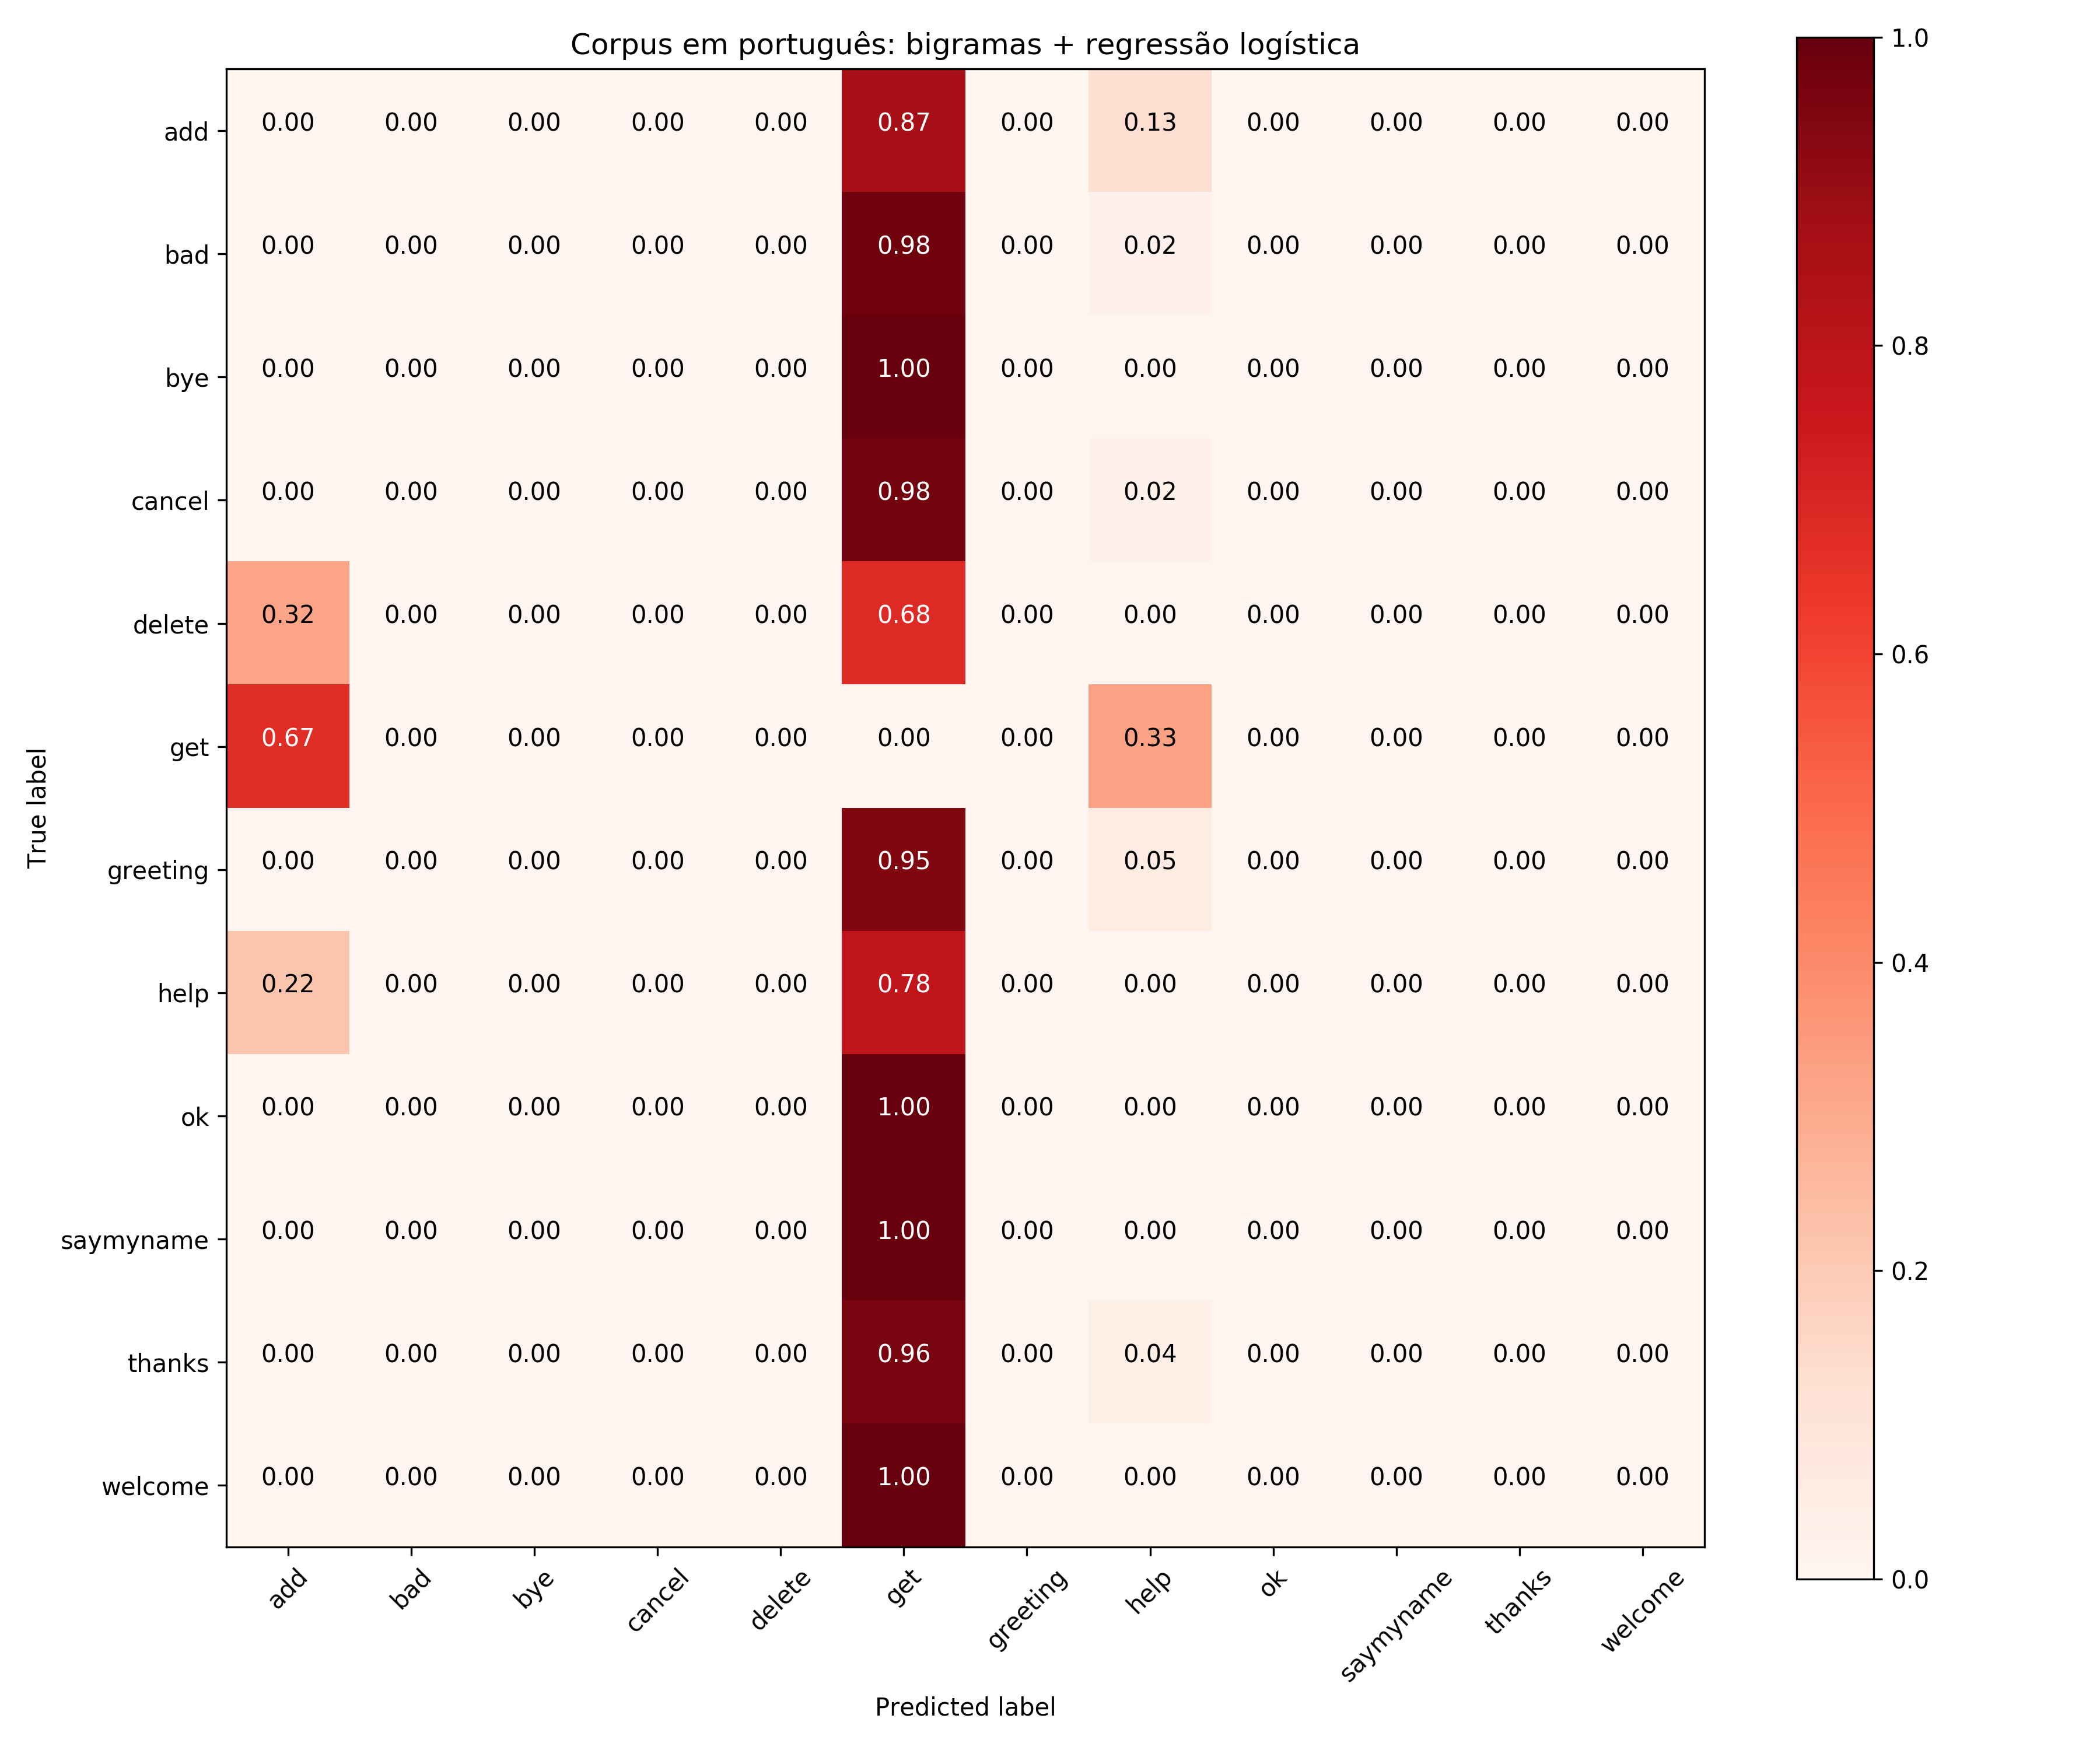 Corpus em português: bigramas + regressão logística
add 0.00 0.00 0.00 0.00 0.00 0.87 0.00 0.13 0.00 0.00 0.00 0.00
bad 0.00 0.00 0.00 0.00 0.00 0.98 0.00 0.02 0.00 0.00 0.00 0.00
bye 0.00 0.00 0.00 0.00 0.00 1.00 0.00 0.00 0.00 0.00 0.00 0.00
cancel 0.00 0.00 0.00 0.00 0.00 0.98 0.00 0.02 0.00 0.00 0.00 0.00
delete 0.32 0.00 0.00 0.00 0.00 0.68 0.00 0.00 0.00 0.00 0.00 0.00
get 0.67 0.00 0.00 0.00 0.00 0.00 0.00 0.33 0.00 0.00 0.00 0.00
greeting 0.00 0.00 0.00 0.00 0.00 0.95 0.00 0.05 0.00 0.00 0.00 0.00
help 0.22 0.00 0.00 0.00 0.00 0.78 0.00 0.00 0.00 0.00 0.00 0.00
ok 0.00 0.00 0.00 0.00 0.00 1.00 0.00 0.00 0.00 0.00 0.00 0.00
saymyname 0.00 0.00 0.00 0.00 0.00 1.00 0.00 0.00 0.00 0.00 0.00 0.00
thanks 0.00 0.00 0.00 0.00 0.00 0.96 0.00 0.04 0.00 0.00 0.00 0.00
welcome 0.00 0.00 0.00 0.00 0.00 1.00 0.00 0.00 0.00 0.00 0.00 0.00
True label
add bad bye cancel delete get greeting help ok saymyname thanks welcome
Predicted label
1.0
0.8
0.6
0.4
0.2
0.0